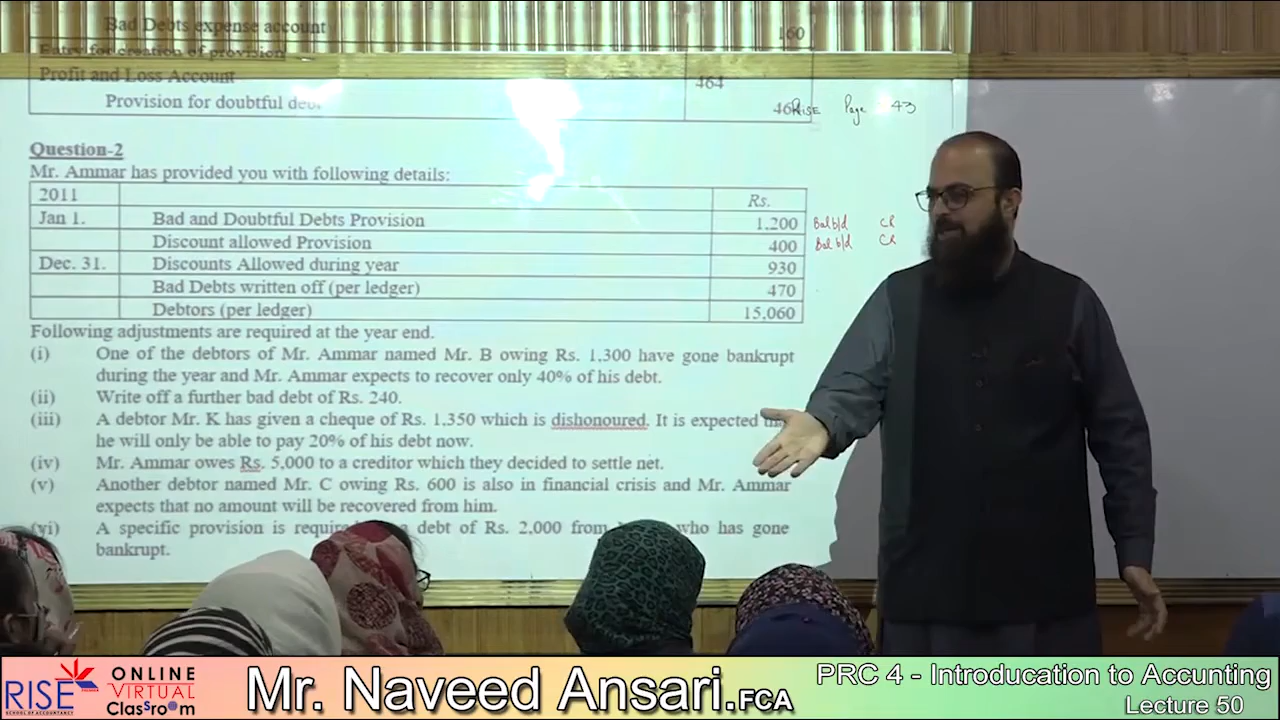 Bad Debts expense account 160
Entry for creation of provision
Profit and Loss Account 464
Provision for doubtful
RISE Page 43
Question-2
Mr. Ammar has provided you with following details:
2011 Rs.
Jan 1. Bad and Doubtful Debts Provision 1,200 Bal b/d CR
Discount allowed Provision 400 Bal b/d CR
Dec. 31. Discounts Allowed during year 930
Bad Debts written off (per ledger) 470
Debtors (per ledger) 15,060
Following adjustments are required at the year end.
(i) One of the debtors of Mr. Ammar named Mr. B owing Rs. 1,300 have gone bankrupt
during the year and Mr. Ammar expects to recover only 40% of his debt.
(ii) Write off a further bad debt of Rs. 240.
(iii) A debtor Mr. K has given a cheque of Rs. 1,350 which is dishonoured. It is expected
he will only be able to pay 20% of his debt now.
(iv) Mr. Ammar owes Rs. 5,000 to a creditor which they decided to settle net.
(v) Another debtor named Mr. C owing Rs. 600 is also in financial crisis and Mr. Ammar
expects that no amount will be recovered from him.
(vi) A specific provision is debt of Rs. 2,000 from who has gone
bankrupt.
RISE
SCHOOL OF ACCOUNTANCY
ONLINE
VIRTUAL
ClassrooM
Mr. Naveed Ansari.FCA
PRC 4 - Introducation to Accunting
Lecture 50